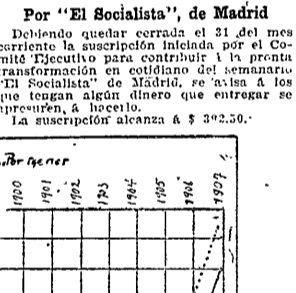 Por "El Socialista", de Madrid
Debiendo quedar cerrada el 31 del mes
corriente la suscripción iniciada por el Co-
mité Ejecutivo para contribuir á la pronta
transformación en cotidiano del semanario
"El Socialista" de Madrid, se avisa á los
que tengan algún dinero que entregar se
apresuren, á hacerlo.
La suscripción alcanza á $ 392.50.-
Por menor
1900 1901 1902 1903 1904 1905 1906 1907